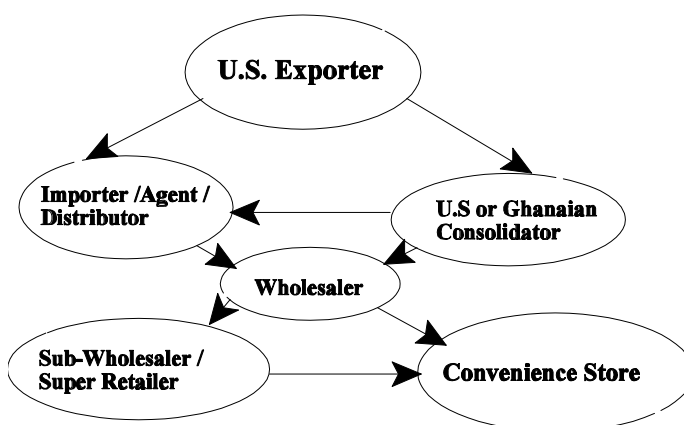 U.S. Exporter
Importer /Agent /
Distributor
U.S or Ghanaian
Consolidator
Wholesaler
Sub-Wholesaler /
Super Retailer
Convenience Store